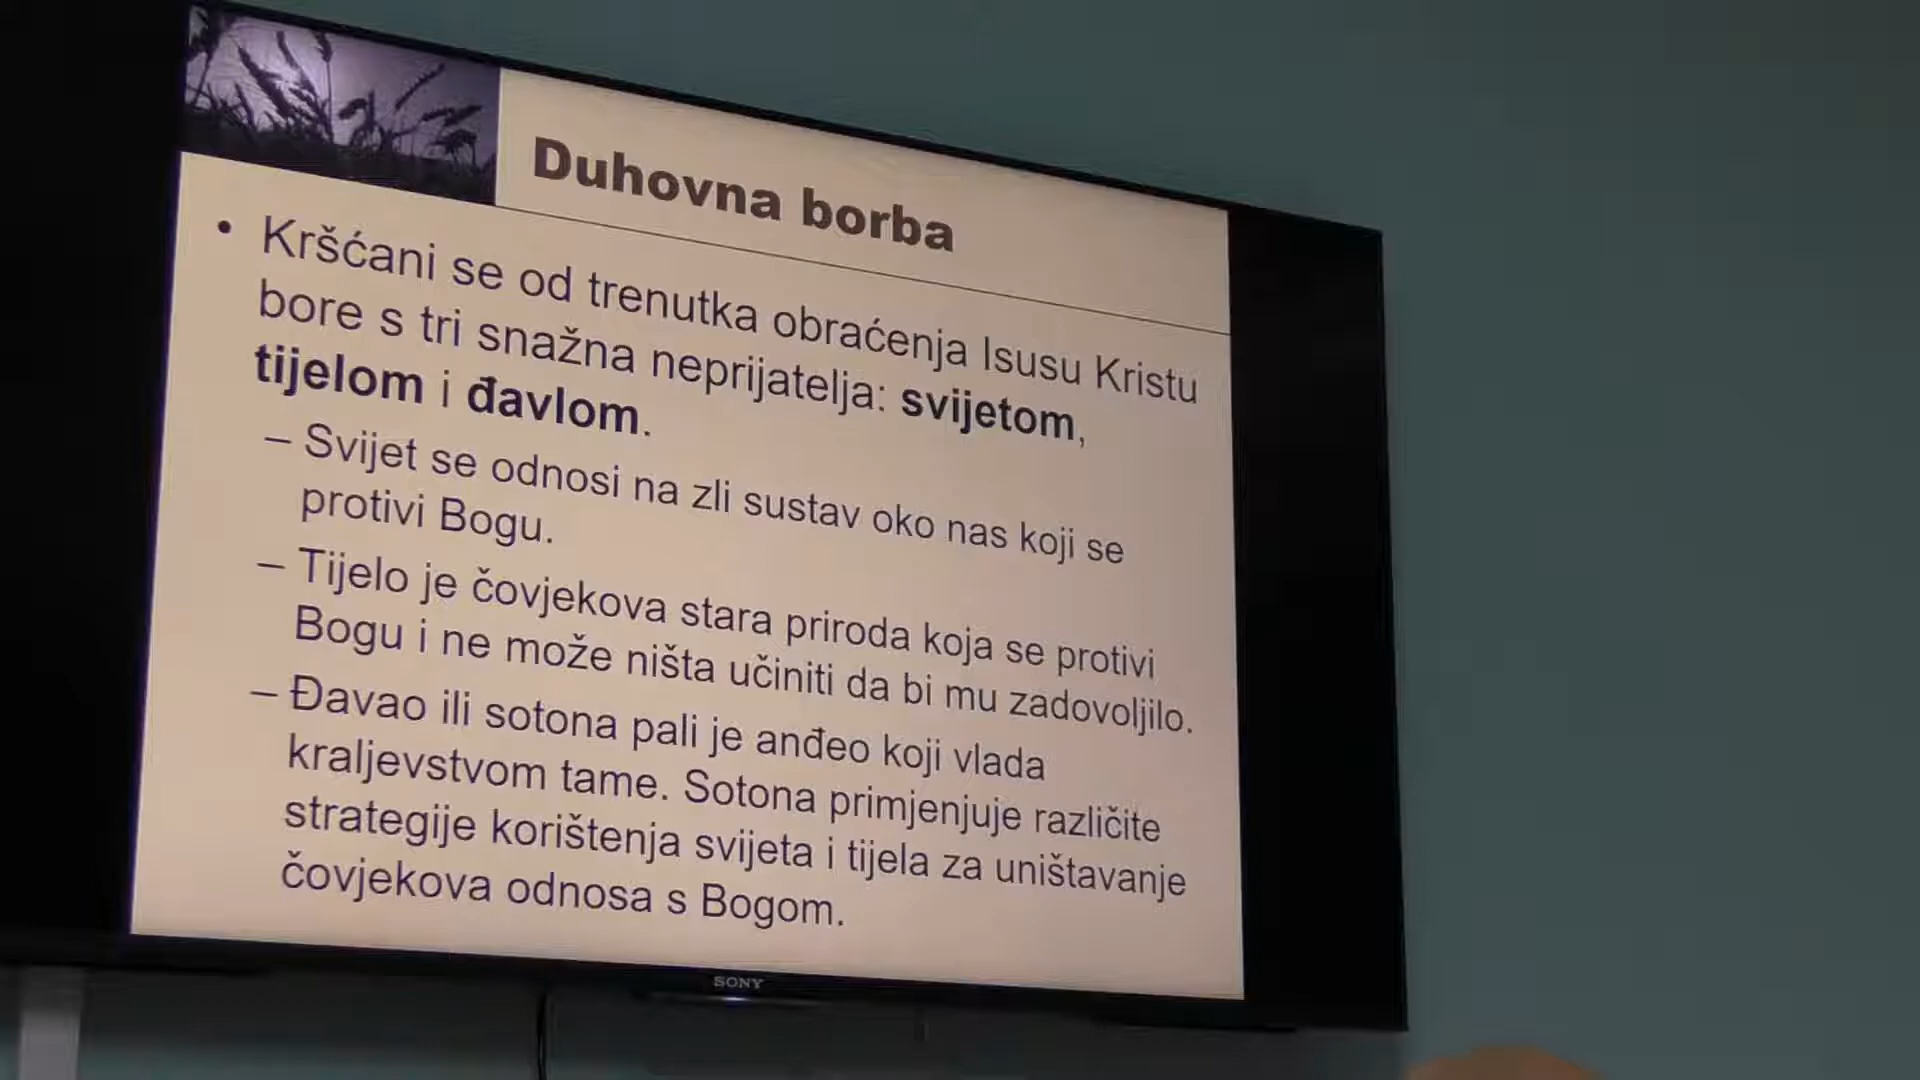 Duhovna borba
• Kršćani se od trenutka obraćenja Isusu Kristu
bore s tri snažna neprijatelja: svijetom,
tijelom i đavlom.
– Svijet se odnosi na zli sustav oko nas koji se
protivi Bogu.
– Tijelo je čovjekova stara priroda koja se protivi
Bogu i ne može ništa učiniti da bi mu zadovoljilo.
– Đavao ili sotona pali je anđeo koji vlada
kraljevstvom tame. Sotona primjenjuje različite
strategije korištenja svijeta i tijela za uništavanje
čovjekova odnosa s Bogom.
SONY